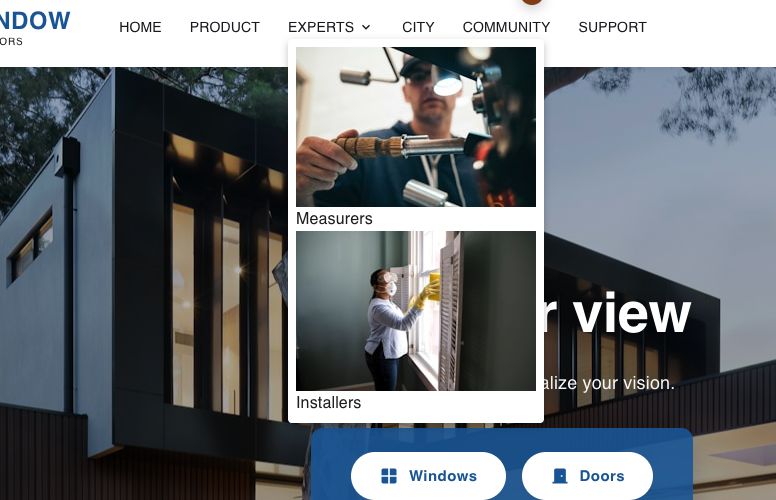 NDOW
ORS
HOME PRODUCT EXPERTS CITY COMMUNITY SUPPORT
Measurers
Installers
r view
alize your vision.
Windows Doors